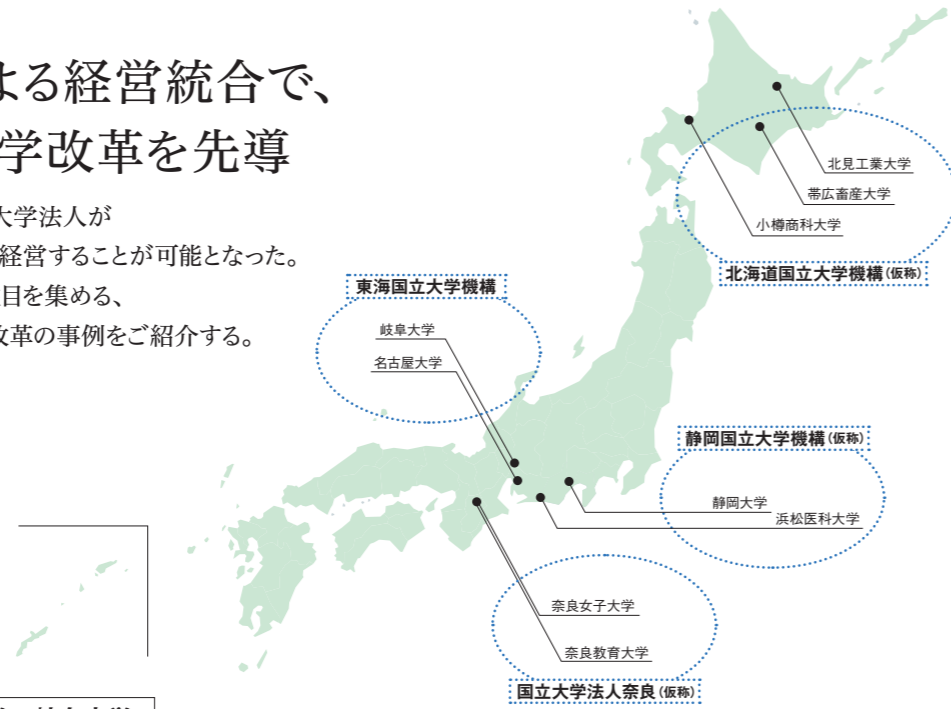 よる経営統合で、
学改革を先導
大学法人が
経営することが可能となった。
目を集める、
改革の事例をご紹介する。
北見工業大学
帯広畜産大学
小樽商科大学
北海道国立大学機構(仮称)
東海国立大学機構
岐阜大学
名古屋大学
静岡国立大学機構(仮称)
静岡大学
浜松医科大学
奈良女子大学
奈良教育大学
国立大学法人奈良(仮称)